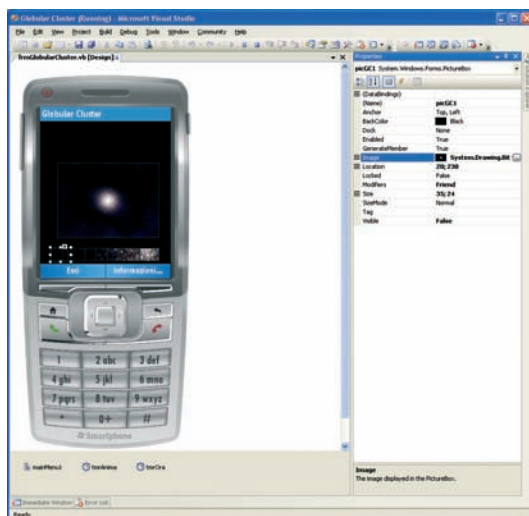 Globular Cluster (Running) - Microsoft Visual Studio
File Edit View Project Build Debug Data Tools Window Community Help
frmGlobularCluster.vb [Design]
Properties
picGC1 System.Windows.Forms.PictureBox
(DataBindings)
(Name) picGC1
Anchor Top, Left
BackColor Black
Dock None
Enabled True
GenerateMember True
Image System.Drawing.Bit
Location 20; 230
Locked False
Modifiers Friend
Size 35; 24
SizeMode Normal
Tag
Visible False
Globular Cluster
Esci Informazioni...
1 2 abc 3 def
4 ghi 5 jkl 6 mno
7 pqrs 8 tuv 9 wxyz
* 0+ #
Smartphone
mainMenu1 tmrAnima tmrOra
Image
The image displayed in the PictureBox.
Immediate Window Error List
Ready